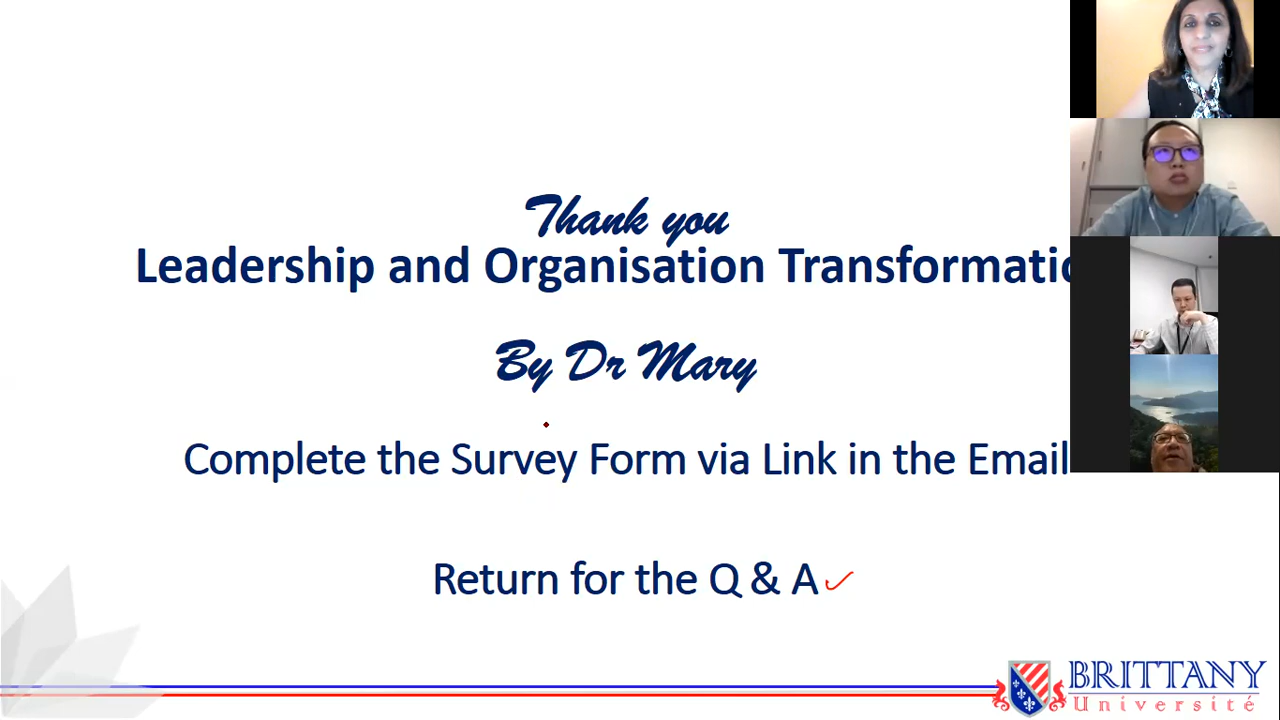 Thank you
Leadership and Organisation Transformatio
By Dr Mary
Complete the Survey Form via Link in the Email
Return for the Q & A
BRITTANY
Université